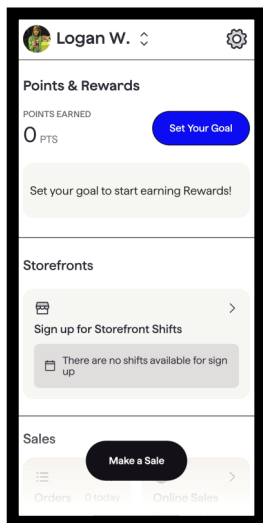 Logan W.
Points & Rewards
POINTS EARNED
0 PTS
Set Your Goal
Set your goal to start earning Rewards!
Storefronts
Sign up for Storefront Shifts
There are no shifts available for sign
up
Sales
Make a Sale
Orders 0 today Online Sales